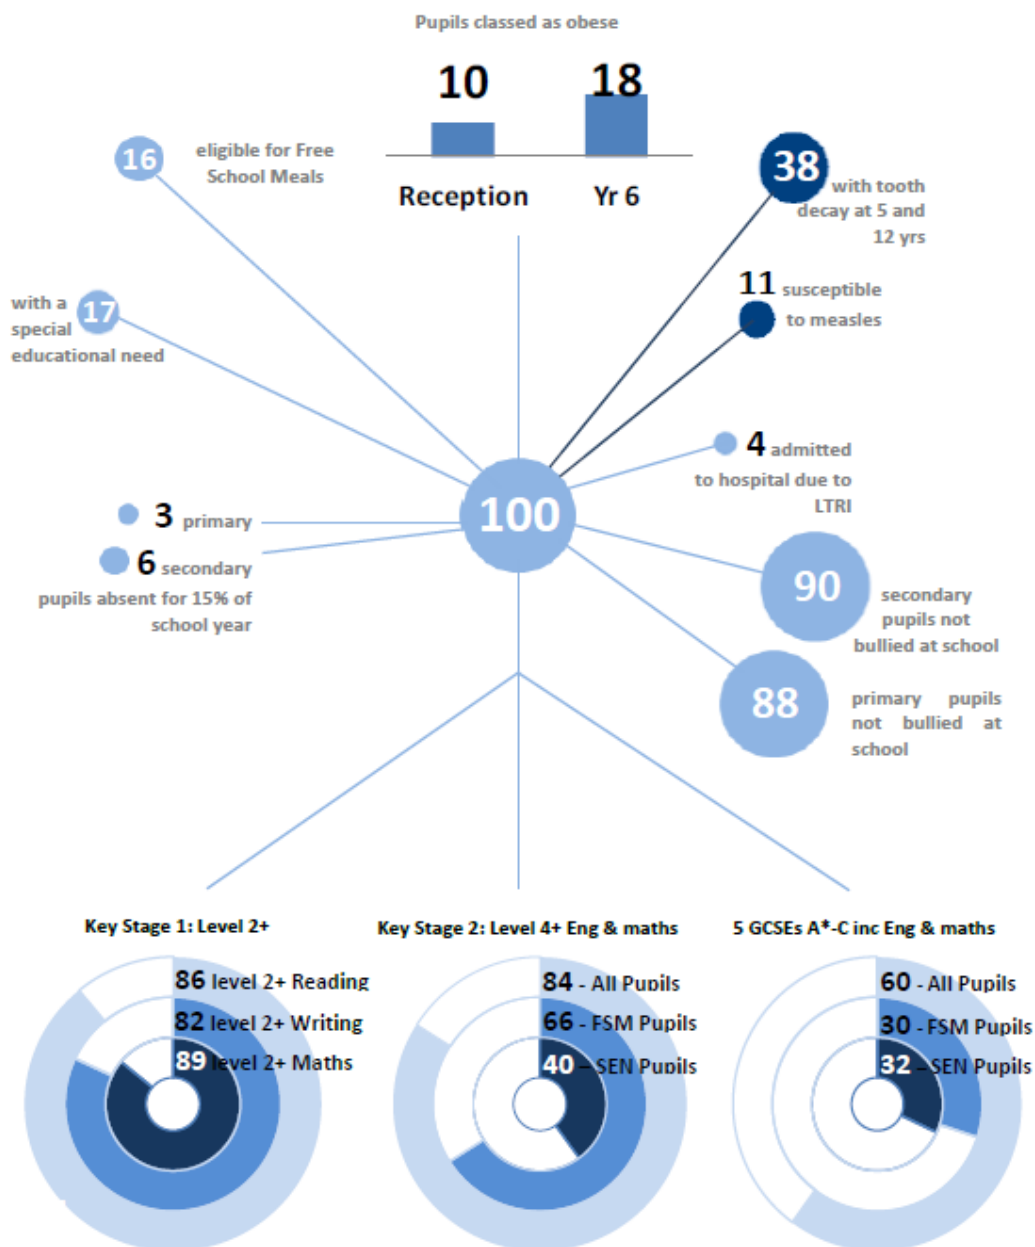 Pupils classed as obese
10
18
Reception
Yr 6
16
eligible for Free
School Meals
38
with tooth
decay at 5 and
12 yrs
with a
special
educational need
17
11 susceptible
to measles
4 admitted
to hospital due to
LTRI
100
3 primary
6 secondary
pupils absent for 15% of
school year
90
secondary
pupils not
bullied at school
88
primary pupils
not bullied at
school
Key Stage 1: Level 2+
86 level 2+ Reading
82 level 2+ Writing
89 level 2+ Maths
Key Stage 2: Level 4+ Eng & maths
84 - All Pupils
66 - FSM Pupils
40 – SEN Pupils
5 GCSEs A*-C inc Eng & maths
60 - All Pupils
30 - FSM Pupils
32 – SEN Pupils